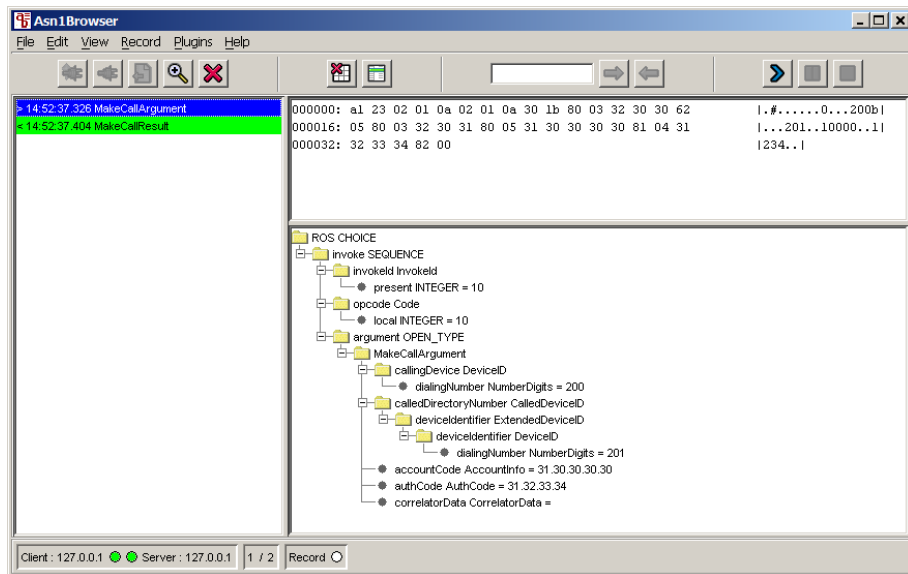 Asn1Browser
File Edit View Record Plugins Help
> 14:52:37.326 MakeCallArgument
< 14:52:37.404 MakeCallResult
000000: a1 23 02 01 0a 02 01 0a 30 1b 80 03 32 30 30 62 |.#......0...200b|
000016: 05 80 03 32 30 31 80 05 31 30 30 30 30 81 04 31 |...201..10000..1|
000032: 32 33 34 82 00 |234..|
ROS CHOICE
invoke SEQUENCE
invokeId InvokeId
present INTEGER = 10
opcode Code
local INTEGER = 10
argument OPEN_TYPE
MakeCallArgument
callingDevice DeviceID
dialingNumber NumberDigits = 200
calledDirectoryNumber CalledDeviceID
deviceIdentifier ExtendedDeviceID
deviceIdentifier DeviceID
dialingNumber NumberDigits = 201
accountCode AccountInfo = 31.30.30.30.30
authCode AuthCode = 31.32.33.34
correlatorData CorrelatorData =
Client : 127.0.0.1 Server : 127.0.0.1 1 / 2 Record